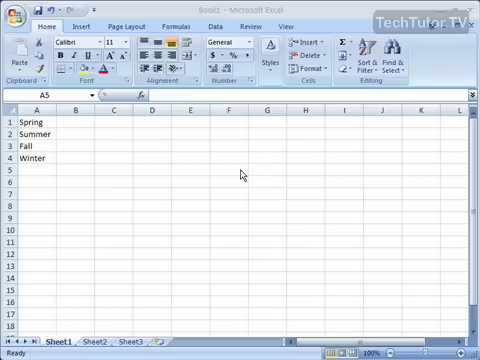 Book1 - Microsoft Excel
TechTutor.TV
Home Insert Page Layout Formulas Data Review View
Calibri 11 General Insert
Paste B I U $ % , Styles Delete Sort & Filter Find & Select
Format
Clipboard Font Alignment Number Cells Editing
A5 fx
A B C D E F G H I J K L
1 Spring
2 Summer
3 Fall
4 Winter
5
6
7
8
9
10
11
12
13
14
15
16
17
18
Sheet1 Sheet2 Sheet3
Ready 100%